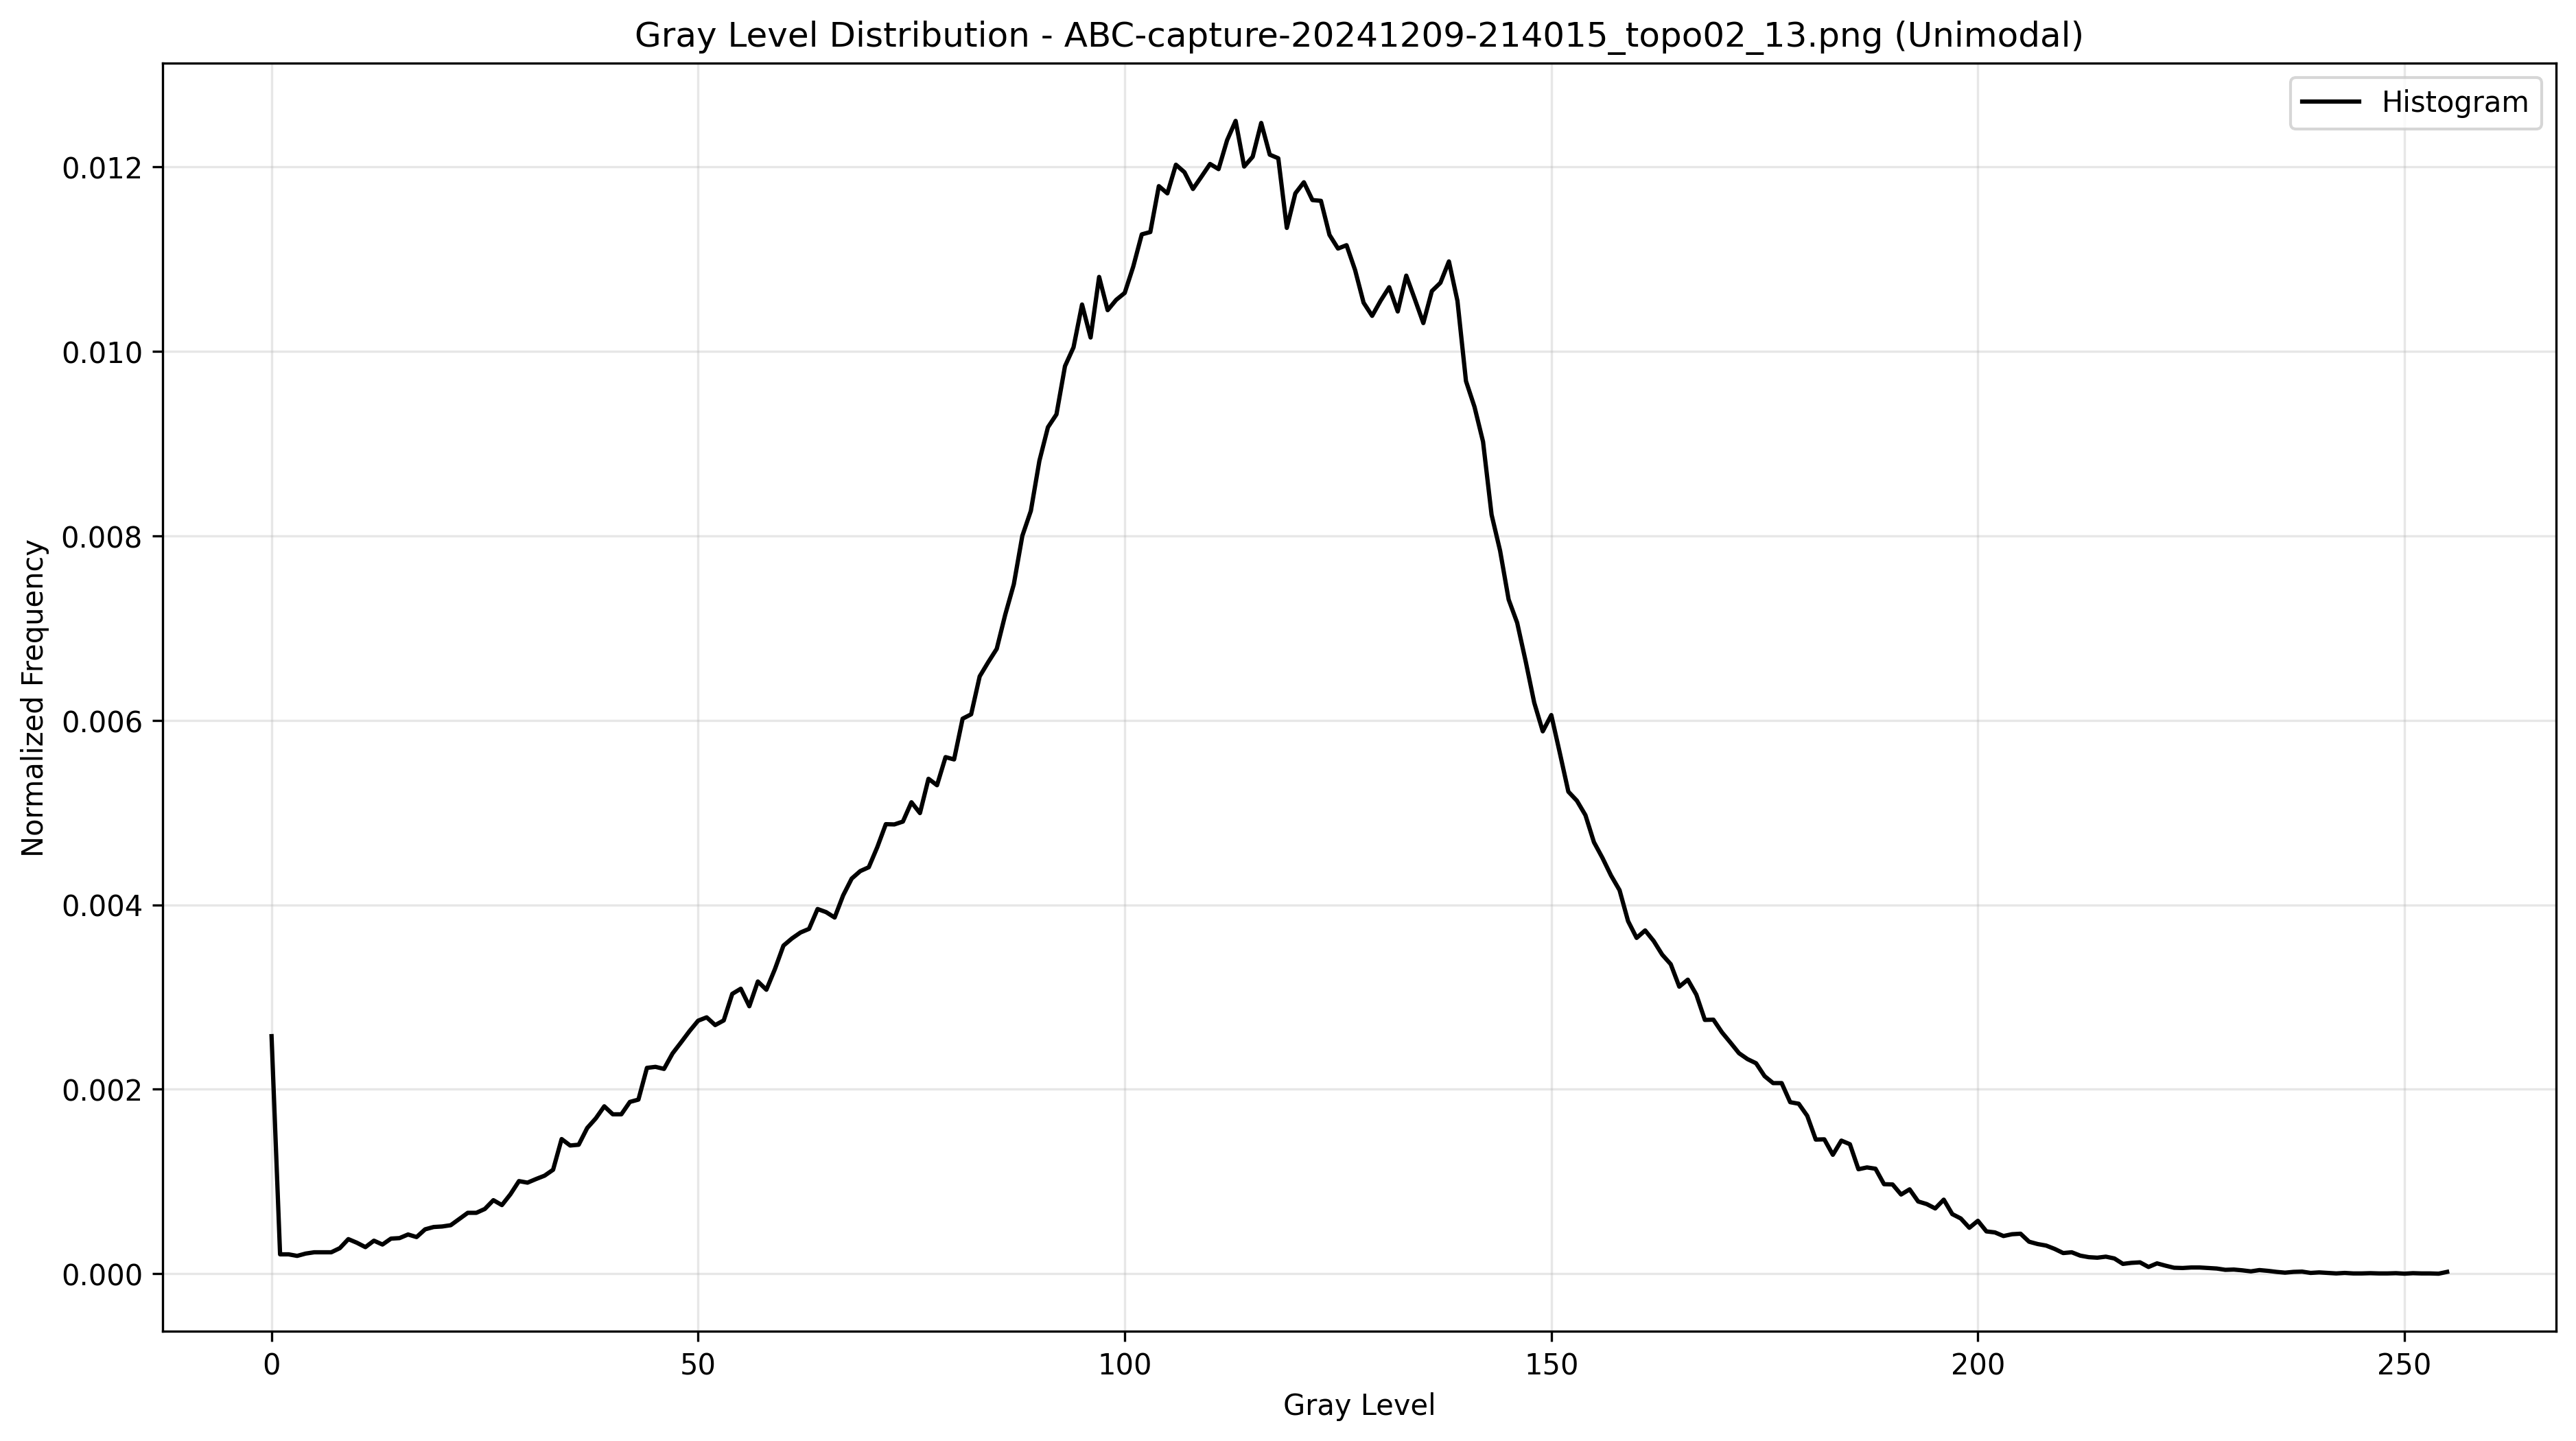 Gray Level Distribution - ABC-capture-20241209-214015_topo02_13.png (Unimodal)
Histogram
0.012
0.010
0.008
0.006
0.004
0.002
0.000
Normalized Frequency
0 50 100 150 200 250
Gray Level